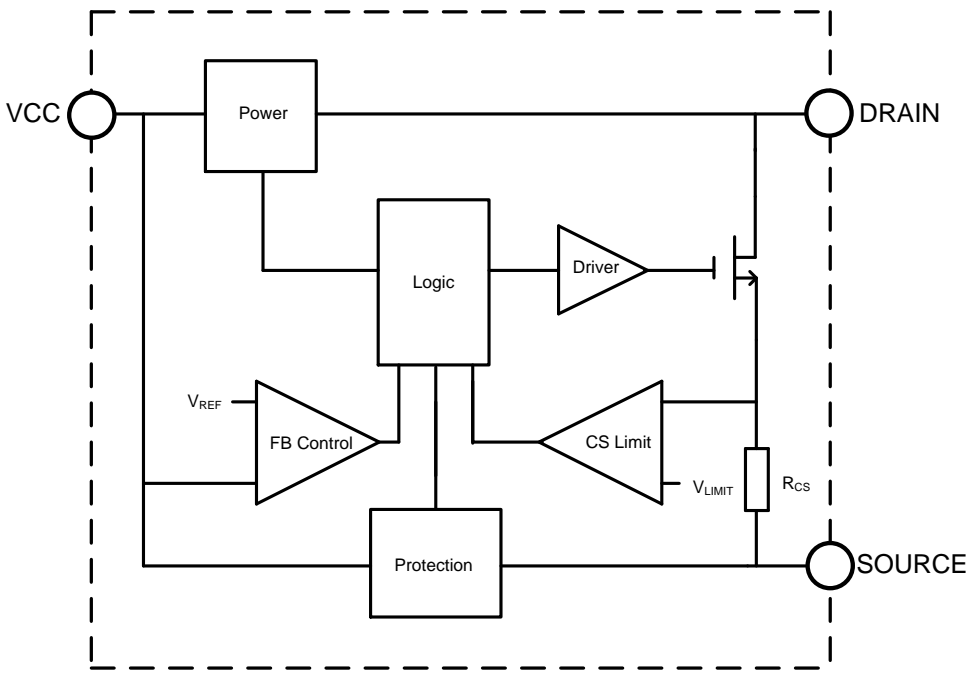 VCC
Power
DRAIN
Logic
Driver
VREF
FB Control
CS Limit
VLIMIT
RCS
Protection
SOURCE